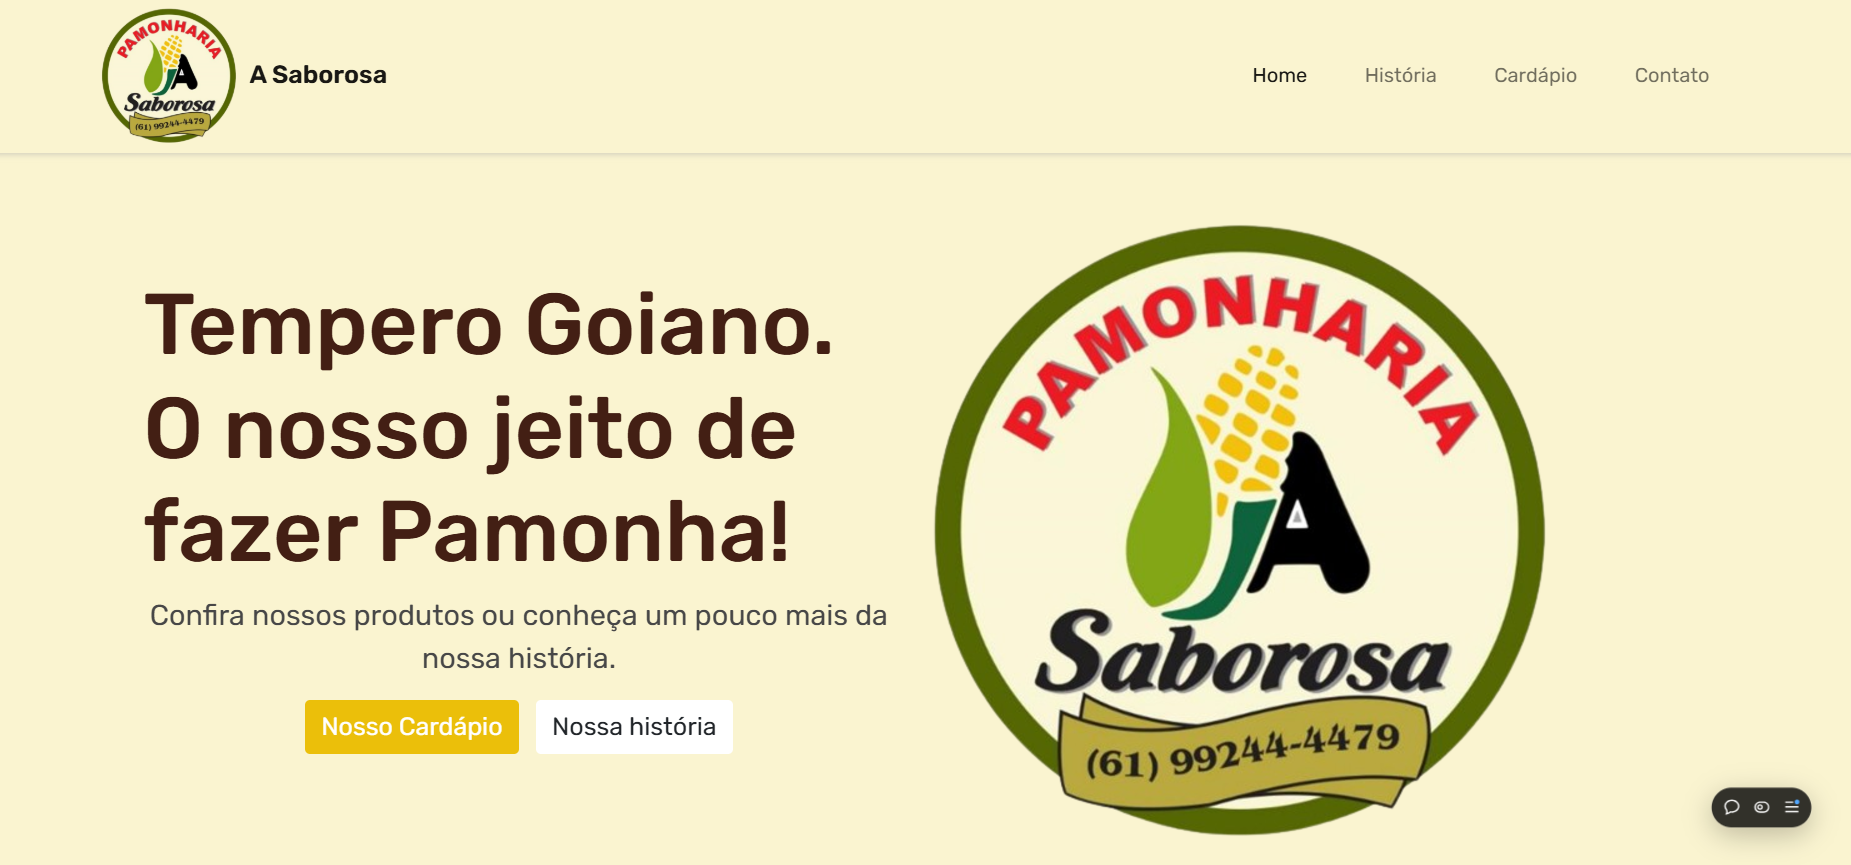 PAMONHARIA
A
Saborosa
(61) 99244-4479
A Saborosa
Home
História
Cardápio
Contato
Tempero Goiano.
O nosso jeito de
fazer Pamonha!
Confira nossos produtos ou conheça um pouco mais da
nossa história.
Nosso Cardápio
Nossa história
PAMONHARIA
A
Saborosa
(61) 99244-4479